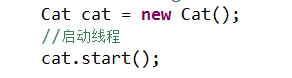 Cat cat = new Cat();
//启动线程
cat.start();